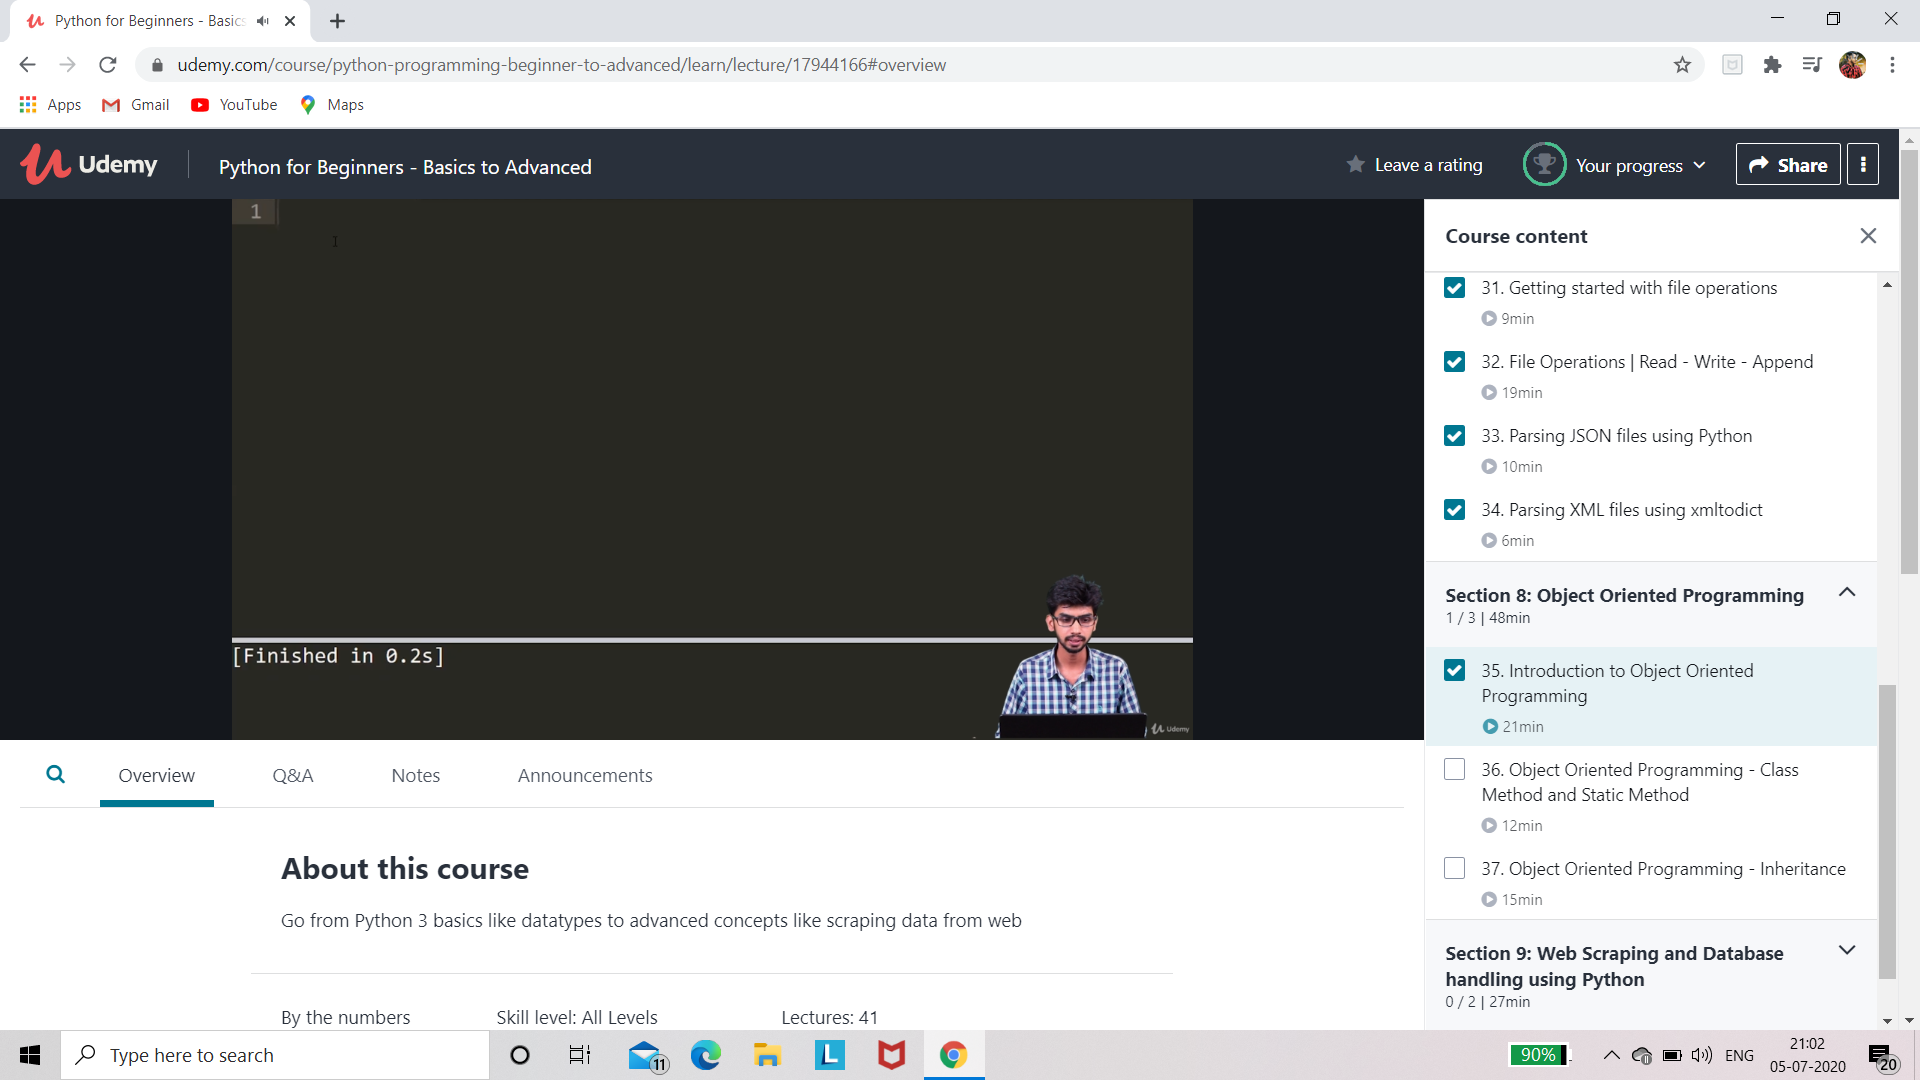 Python for Beginners - Basics
udemy.com/course/python-programming-beginner-to-advanced/learn/lecture/17944166#overview
Apps
Gmail
YouTube
Maps
Udemy
Python for Beginners - Basics to Advanced
Leave a rating
Your progress
Share
1
[Finished in 0.2s]
Udemy
Course content
31. Getting started with file operations
9min
32. File Operations | Read - Write - Append
19min
33. Parsing JSON files using Python
10min
34. Parsing XML files using xmltodict
6min
Section 8: Object Oriented Programming
1 / 3 | 48min
35. Introduction to Object Oriented
Programming
21min
36. Object Oriented Programming - Class
Method and Static Method
12min
37. Object Oriented Programming - Inheritance
15min
Section 9: Web Scraping and Database
handling using Python
0 / 2 | 27min
Overview
Q&A
Notes
Announcements
About this course
Go from Python 3 basics like datatypes to advanced concepts like scraping data from web
By the numbers
Skill level: All Levels
Lectures: 41
Type here to search
11
L
90%
ENG
21:02
05-07-2020
20